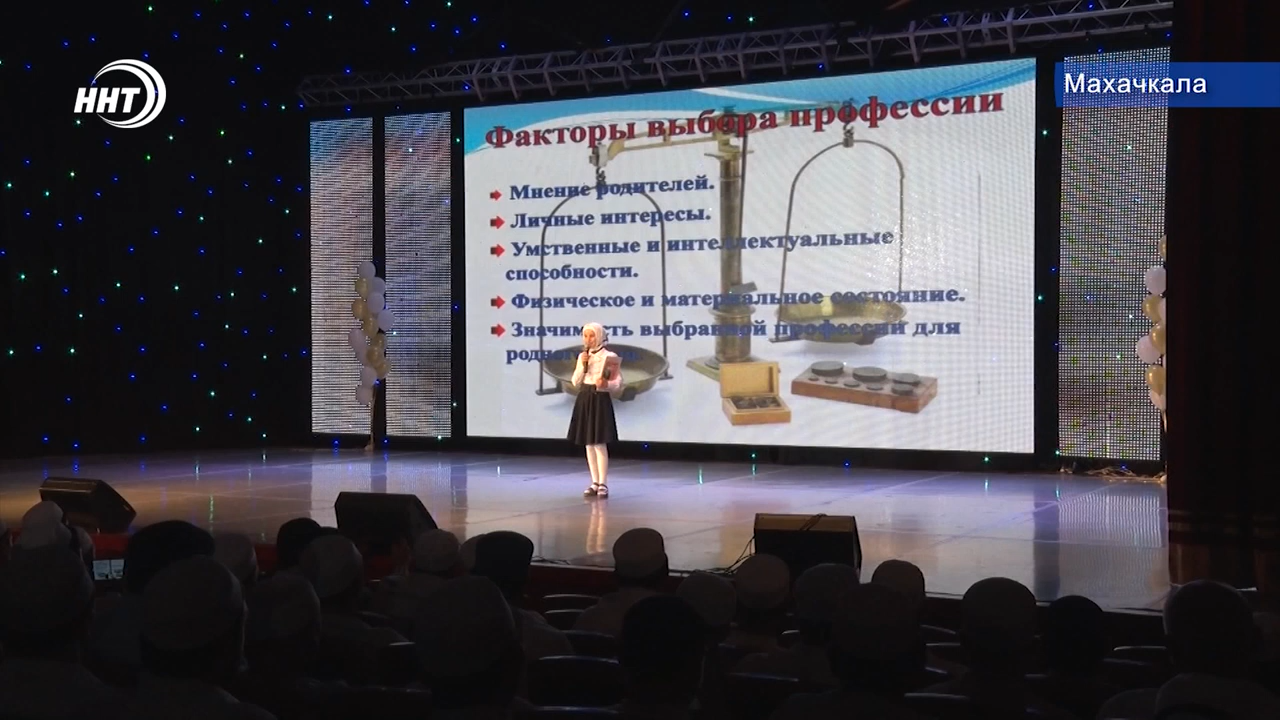 ННТ
Махачкала
Факторы выбора профессии
Мнение родителей.
Личные интересы.
Умственные и интеллектуальные
способности.
Физическое и материальное состояние.
Значимость выбранной профессии для